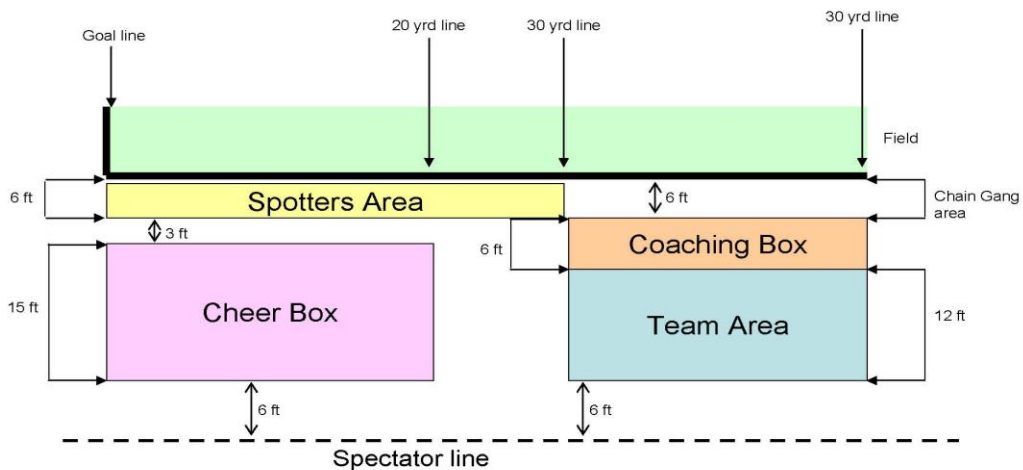 Goal line
20 yrd line
30 yrd line
30 yrd line
Field
6 ft
Spotters Area
6 ft
Chain Gang
area
3 ft
6 ft
Coaching Box
15 ft
Cheer Box
Team Area
12 ft
6 ft
6 ft
Spectator line